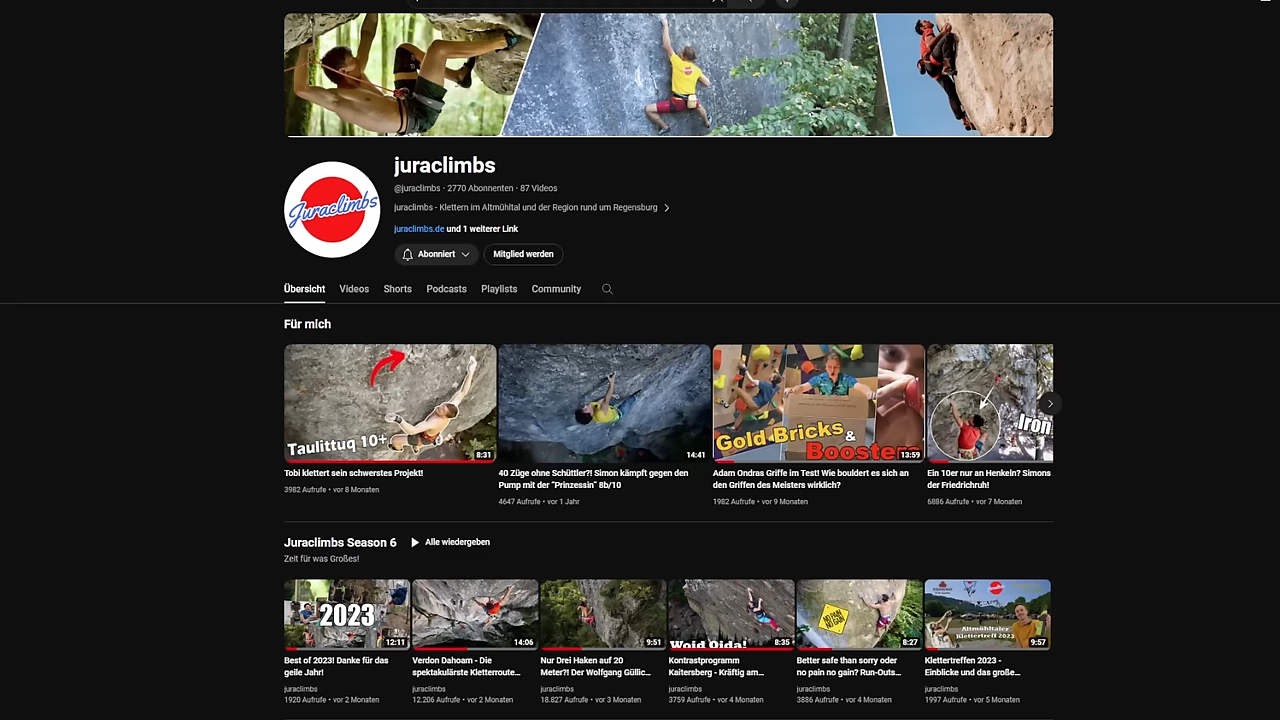 juraclimbs
Juraclimbs
@juraclimbs · 2770 Abonnenten · 87 Videos
juraclimbs - Klettern im Altmühltal und der Region rund um Regensburg
juraclimbs.de und 1 weiterer Link
Abonniert
Mitglied werden
Übersicht Videos Shorts Podcasts Playlists Community
Für mich
Taulittuq 10+
8:31
14:41
Gold Bricks &
Boosters
13:59
Iron
Tobi klettert sein schwerstes Projekt!
3982 Aufrufe • vor 8 Monaten
40 Züge ohne Schüttler?! Simon kämpft gegen den
Pump mit der "Prinzessin" 8b/10
4647 Aufrufe • vor 1 Jahr
Adam Ondras Griffe im Test! Wie bouldert es sich an
den Griffen des Meisters wirklich?
1982 Aufrufe • vor 9 Monaten
Ein 10er nur an Henkeln? Simons
der Friedrichruh!
6886 Aufrufe • vor 7 Monaten
Juraclimbs Season 6
Alle wiedergeben
Zeit für was Großes!
2023
12:11
14:06
9:51
Woid Oida!
8:35
NO PAIN
NO GAIN
8:27
Altmühltaler
Klettertreff 2023
9:57
Best of 2023! Danke für das
geile Jahr!
juraclimbs
1920 Aufrufe • vor 2 Monaten
Verdon Dahoam - Die
spektakulärste Kletterroute...
juraclimbs
12.206 Aufrufe • vor 2 Monaten
Nur Drei Haken auf 20
Meter?! Der Wolfgang Güllic...
juraclimbs
18.827 Aufrufe • vor 3 Monaten
Kontrastprogramm
Kaitersberg - Kräftig am...
juraclimbs
3759 Aufrufe • vor 4 Monaten
Better safe than sorry oder
no pain no gain? Run-Outs...
juraclimbs
3886 Aufrufe • vor 4 Monaten
Klettertreffen 2023 -
Einblicke und das große...
juraclimbs
1997 Aufrufe • vor 5 Monaten